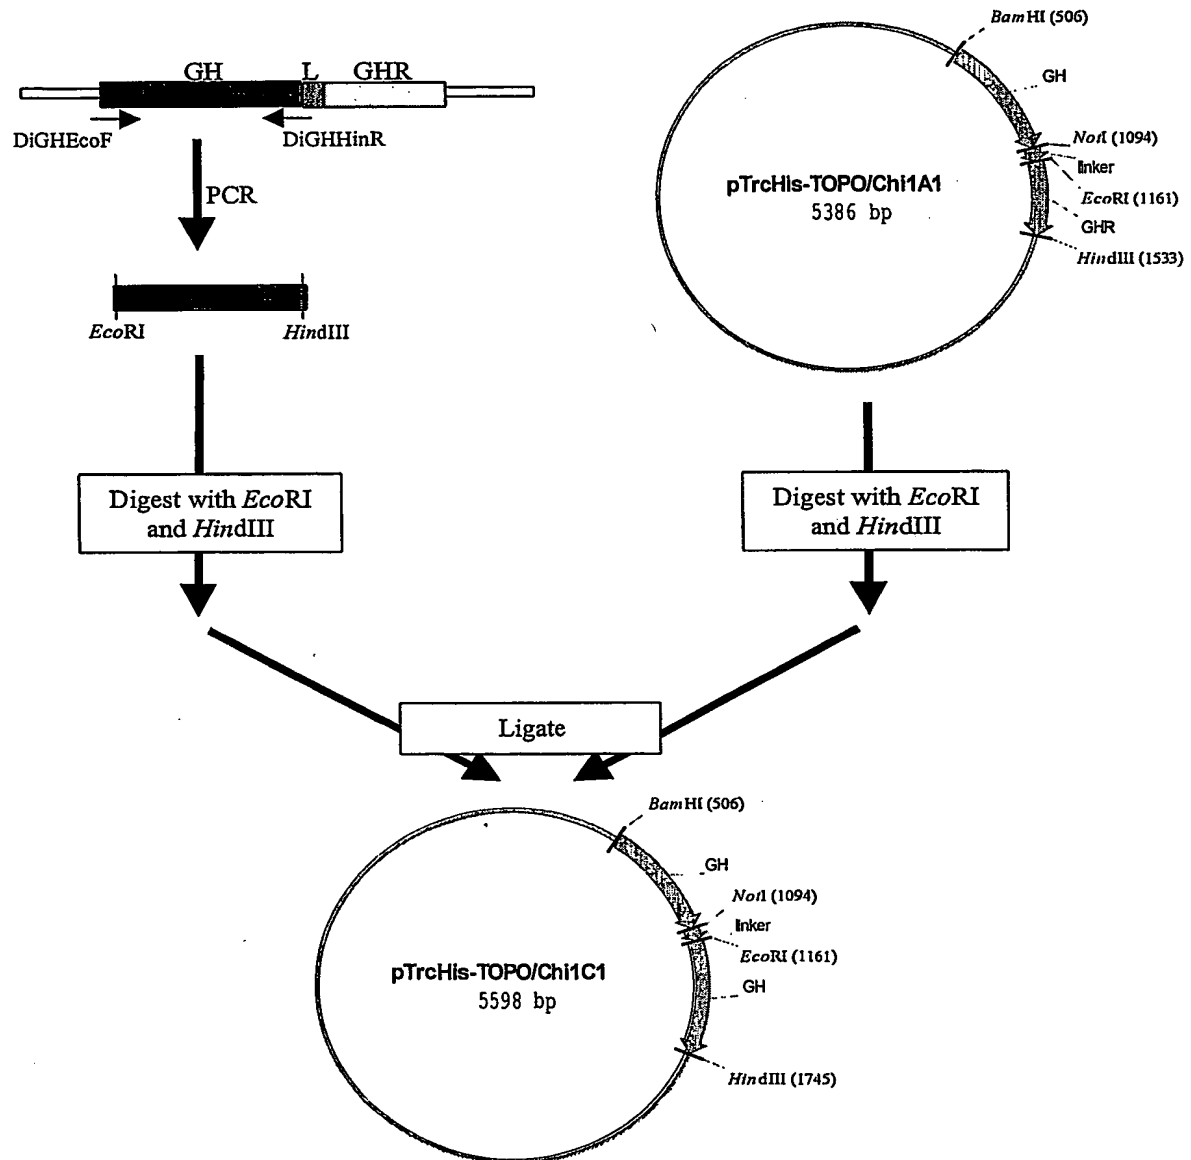 GH L GHR
DiGHEcoF
DiGHHinR
PCR
EcoRI
HindIII
Digest with EcoRI
and HindIII
BamHI (506)
GH
NotI (1094)
linker
EcoRI (1161)
GHR
HindIII (1533)
pTrcHis-TOPO/Chi1A1
5386 bp
Digest with EcoRI
and HindIII
Ligate
BamHI (506)
GH
NotI (1094)
linker
EcoRI (1161)
GH
HindIII (1745)
pTrcHis-TOPO/Chi1C1
5598 bp